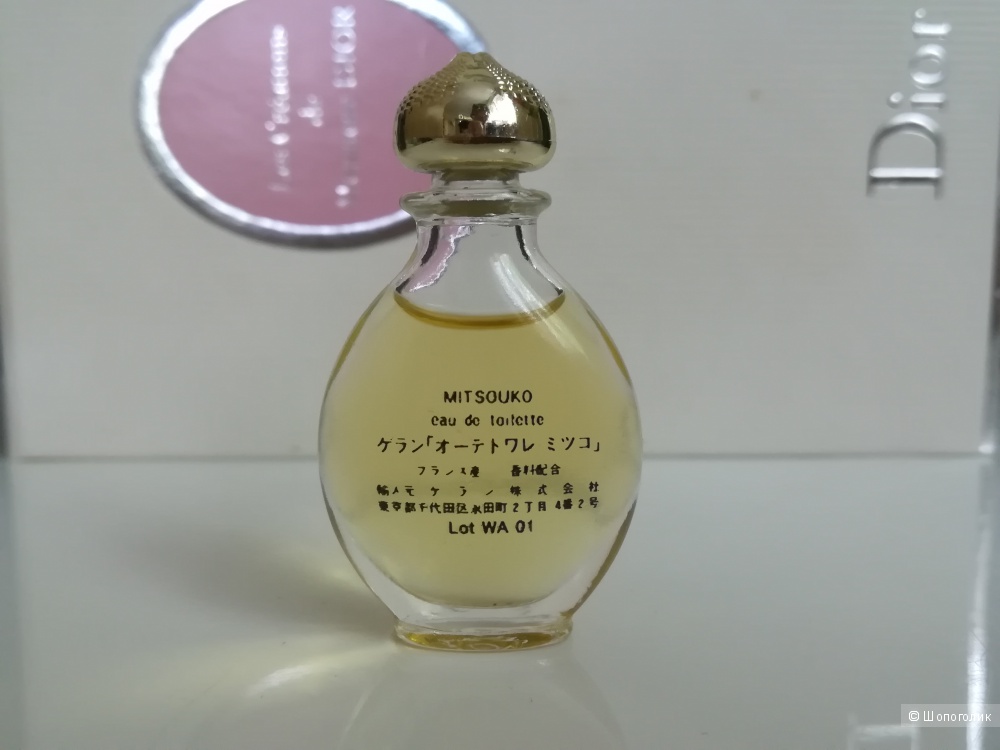 de
DIOR
Dior
MITSOUKO
eau de toilette
ゲラン「オーデトワレ ミツコ」
フランス産 香料配合
輸入元 ゲラン株式会社
東京都千代田区永田町2丁目4番2号
Lot WA 01
© Шопоголик